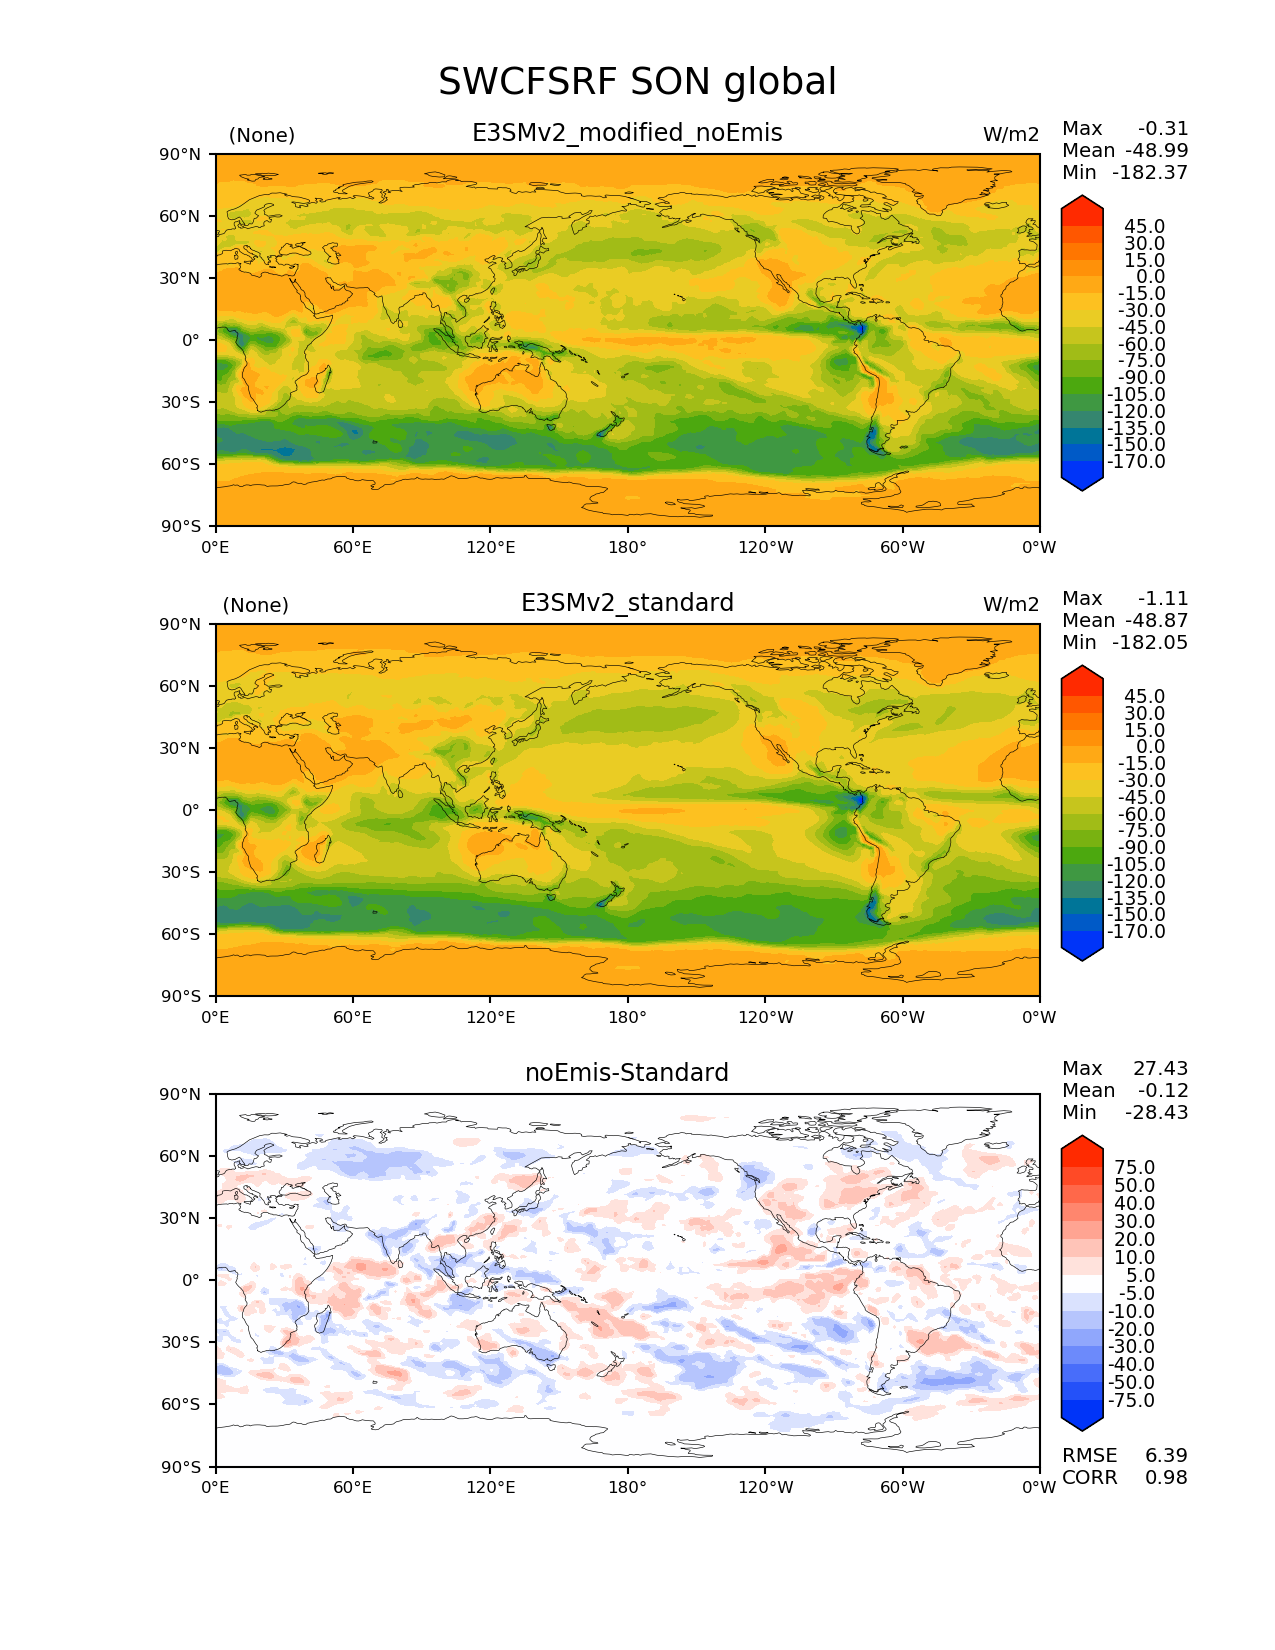 SWCFSRF SON global
(None) E3SMv2_modified_noEmis W/m2
Max -0.31
Mean -48.99
Min -182.37
90°N
60°N
30°N
0°
30°S
60°S
90°S
0°E 60°E 120°E 180° 120°W 60°W 0°W
45.0
30.0
15.0
0.0
-15.0
-30.0
-45.0
-60.0
-75.0
-90.0
-105.0
-120.0
-135.0
-150.0
-170.0
(None) E3SMv2_standard W/m2
Max -1.11
Mean -48.87
Min -182.05
90°N
60°N
30°N
0°
30°S
60°S
90°S
0°E 60°E 120°E 180° 120°W 60°W 0°W
45.0
30.0
15.0
0.0
-15.0
-30.0
-45.0
-60.0
-75.0
-90.0
-105.0
-120.0
-135.0
-150.0
-170.0
noEmis-Standard
Max 27.43
Mean -0.12
Min -28.43
90°N
60°N
30°N
0°
30°S
60°S
90°S
0°E 60°E 120°E 180° 120°W 60°W 0°W
75.0
50.0
40.0
30.0
20.0
10.0
5.0
-5.0
-10.0
-20.0
-30.0
-40.0
-50.0
-75.0
RMSE 6.39
CORR 0.98